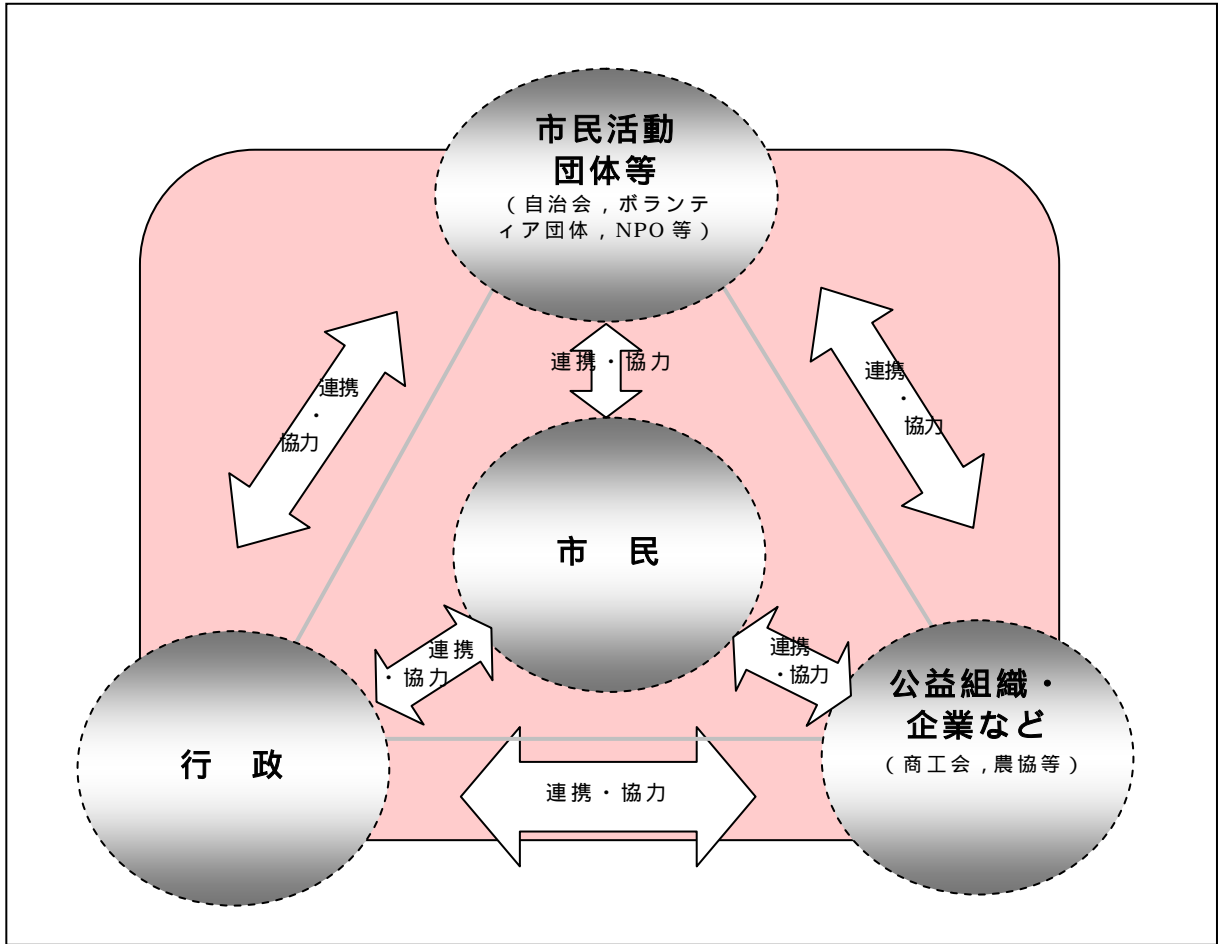 市民活動
団体等
（自治会，ボランテ
ィア団体，NPO等）
連携・協力
連携
・
協力
連携
・
協力
市　民
連携
・協力
連携
・協力
公益組織・
企業など
（商工会，農協等）
行　政
連携・協力